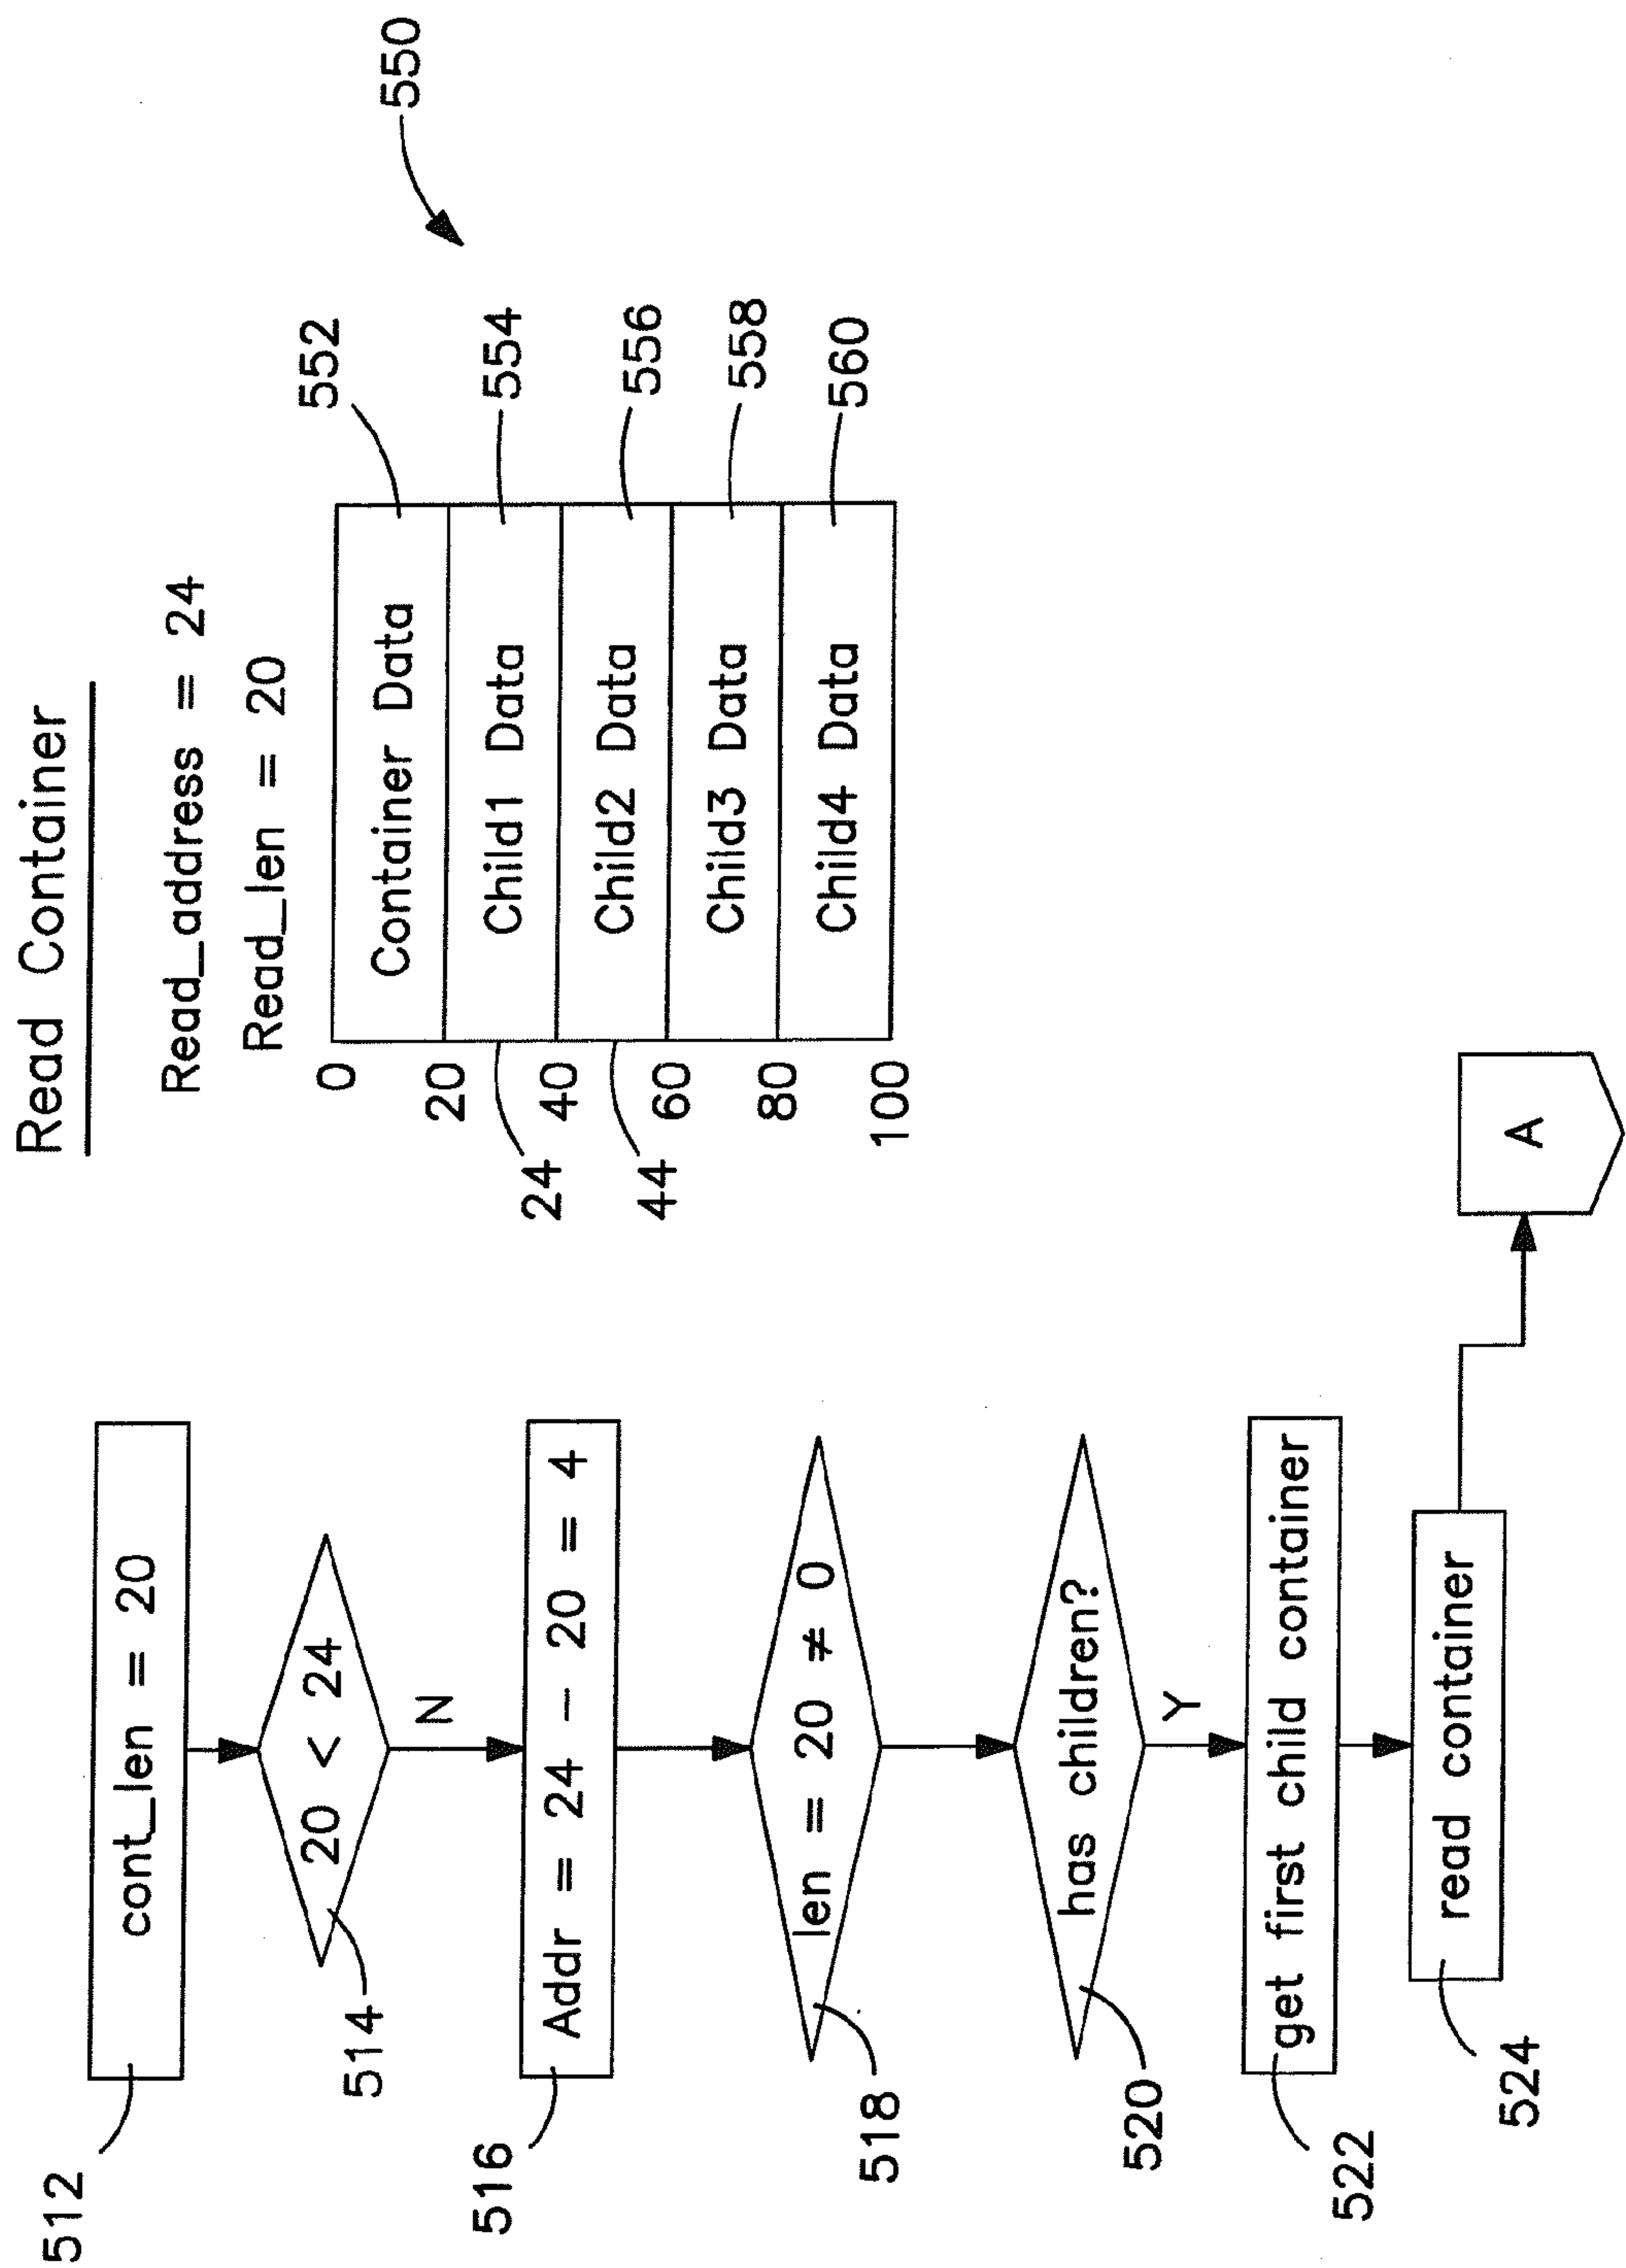 Read Container
Read_address = 24
Read_len = 20
550
0
20
40
60
80
100
24
44
Container Data
Child1 Data
Child2 Data
Child3 Data
Child4 Data
552
554
556
558
560
512
cont_len = 20
514
20 < 24
N
516
Addr = 24 - 20 = 4
518
len = 20 ≠ 0
520
has children?
Y
522
get first child container
524
read container
A